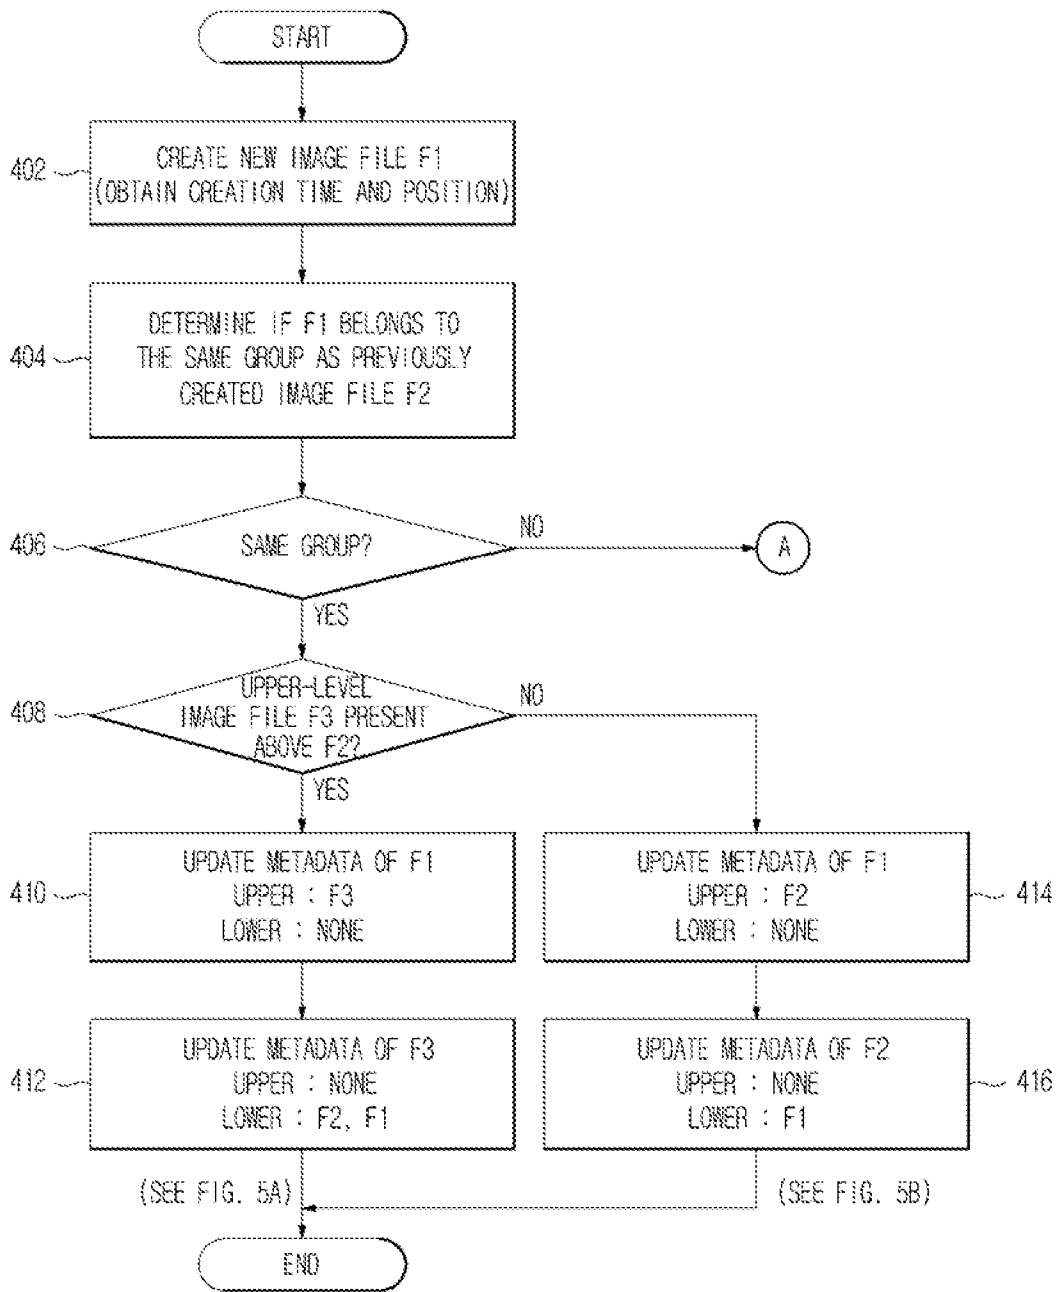 START
402
CREATE NEW IMAGE FILE F1
(OBTAIN CREATION TIME AND POSITION)
404
DETERMINE IF F1 BELONGS TO
THE SAME GROUP AS PREVIOUSLY
CREATED IMAGE FILE F2
406
SAME GROUP?
NO
A
YES
408
UPPER-LEVEL
IMAGE FILE F3 PRESENT
ABOVE F2?
NO
YES
410
UPDATE METADATA OF F1
UPPER : F3
LOWER : NONE
UPDATE METADATA OF F1
UPPER : F2
LOWER : NONE
414
412
UPDATE METADATA OF F3
UPPER : NONE
LOWER : F2, F1
UPDATE METADATA OF F2
UPPER : NONE
LOWER : F1
416
(SEE FIG. 5A)
(SEE FIG. 5B)
END